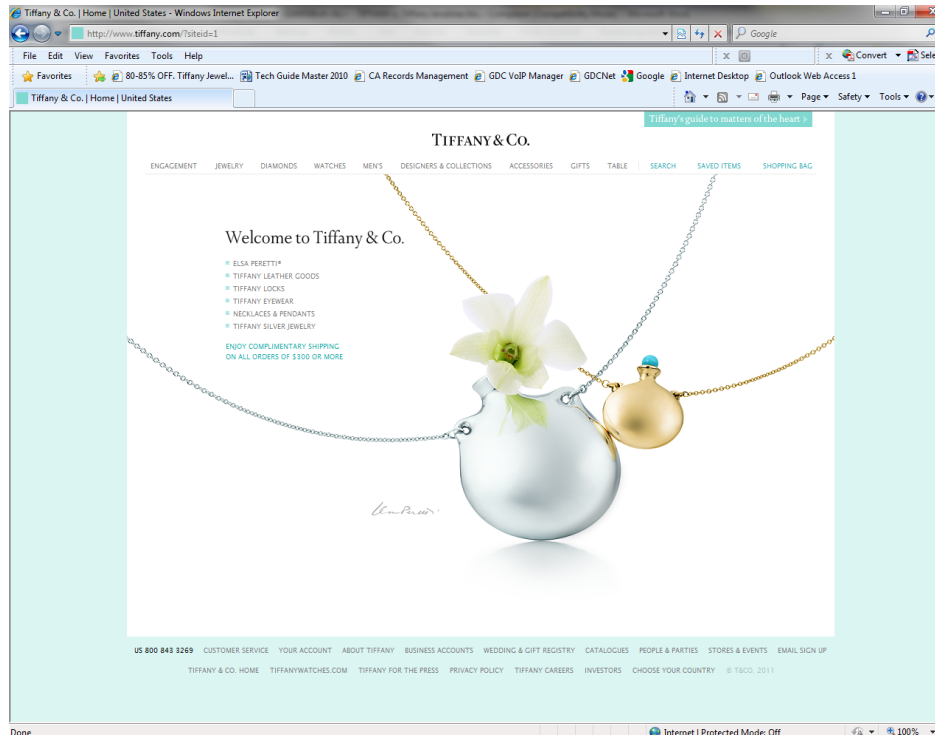 Tiffany & Co. | Home | United States - Windows Internet Explorer
http://www.tiffany.com/?siteid=1
Google
File Edit View Favorites Tools Help
x
x Convert Sele
Favorites 80-85% OFF. Tiffany Jewel... Tech Guide Master 2010 CA Records Management GDC VoIP Manager GDCNet Google Internet Desktop Outlook Web Access1
Tiffany & Co. | Home | United States
Page Safety Tools
Tiffany's guide to matters of the heart >
TIFFANY & CO.
ENGAGEMENT JEWELRY DIAMONDS WATCHES MEN'S DESIGNERS & COLLECTIONS ACCESSORIES GIFTS TABLE SEARCH SAVED ITEMS SHOPPING BAG
Welcome to Tiffany & Co.
ELSA PERETTI®
TIFFANY LEATHER GOODS
TIFFANY LOCKS
TIFFANY EYEWEAR
NECKLACES & PENDANTS
TIFFANY SILVER JEWELRY
ENJOY COMPLIMENTARY SHIPPING
ON ALL ORDERS OF $300 OR MORE
US 800 843 3269 CUSTOMER SERVICE YOUR ACCOUNT ABOUT TIFFANY BUSINESS ACCOUNTS WEDDING & GIFT REGISTRY CATALOGUES PEOPLE & PARTIES STORES & EVENTS EMAIL SIGN UP
TIFFANY & CO. HOME TIFFANYWATCHES.COM TIFFANY FOR THE PRESS PRIVACY POLICY TIFFANY CAREERS INVESTORS CHOOSE YOUR COUNTRY © T&CO. 2011
Done Internet | Protected Mode: Off 100%